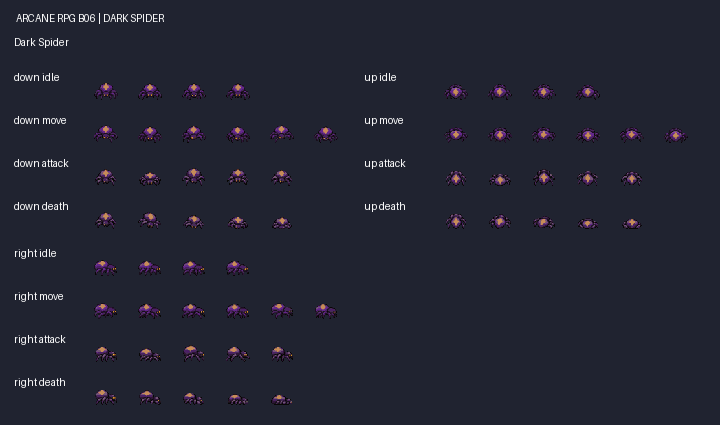 ARCANE RPG B06 | DARK SPIDER
Dark Spider
down idle
up idle
down move
up move
down attack
up attack
down death
up death
right idle
right move
right attack
right death